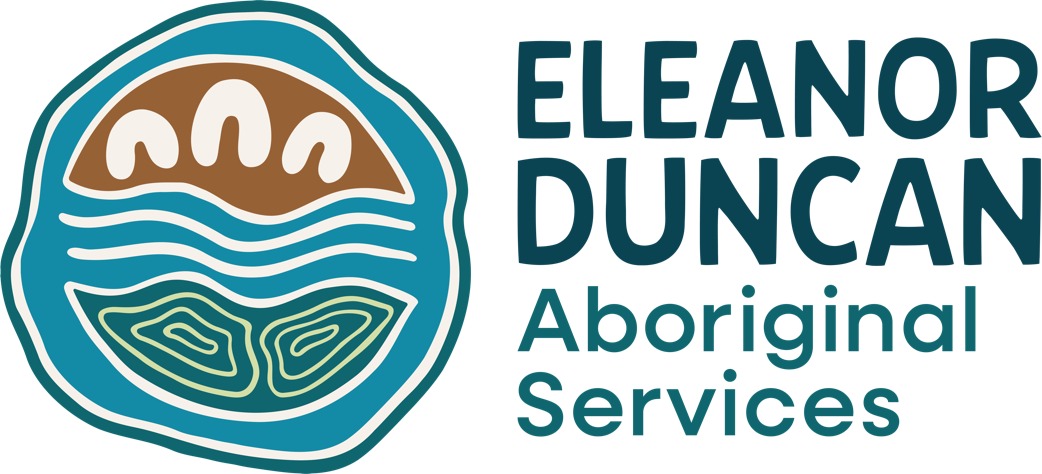 ELEANOR
DUNCAN
Aboriginal
Services